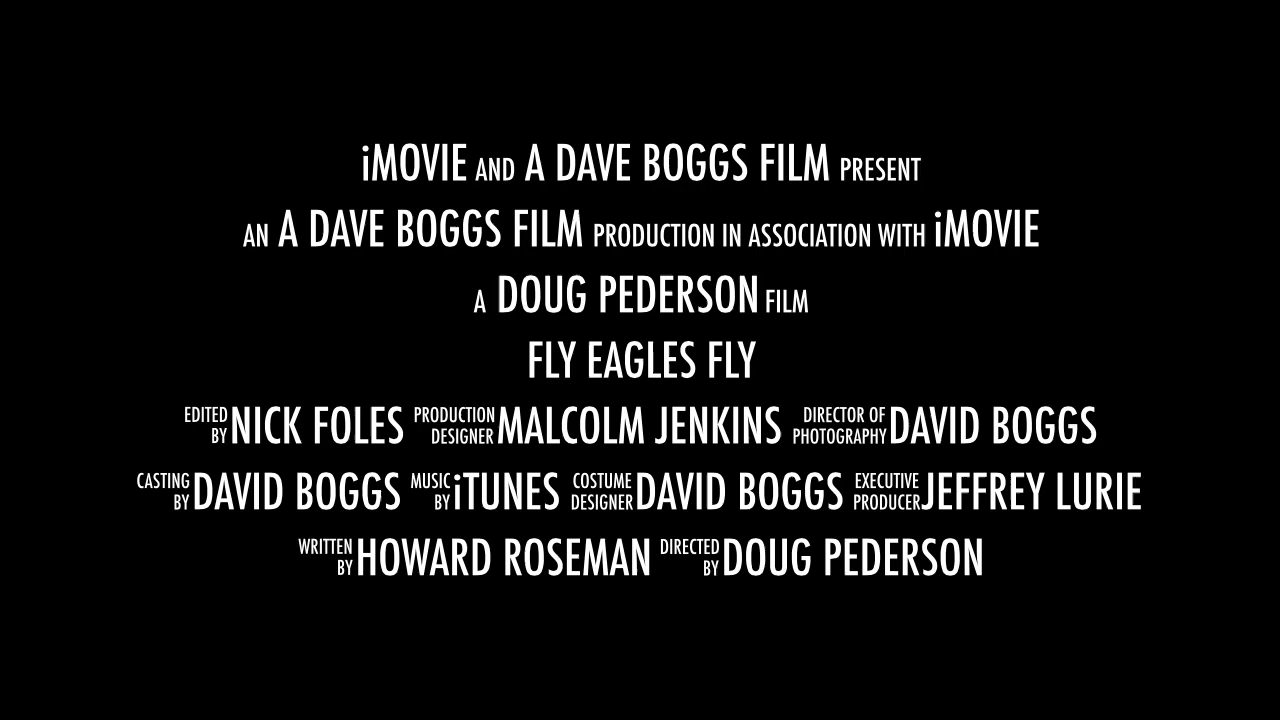 iMOVIE AND A DAVE BOGGS FILM PRESENT
AN A DAVE BOGGS FILM PRODUCTION IN ASSOCIATION WITH iMOVIE
A DOUG PEDERSON FILM
FLY EAGLES FLY
EDITED BY NICK FOLES PRODUCTION DESIGNER MALCOLM JENKINS DIRECTOR OF PHOTOGRAPHY DAVID BOGGS
CASTING BY DAVID BOGGS MUSIC BY iTUNES COSTUME DESIGNER DAVID BOGGS EXECUTIVE PRODUCER JEFFREY LURIE
WRITTEN BY HOWARD ROSEMAN DIRECTED BY DOUG PEDERSON